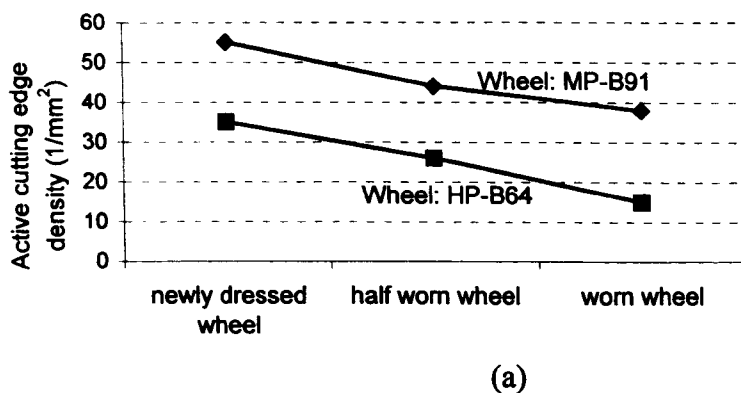 Active cutting edge
density (1/mm²)
60
50
40
30
20
10
0
Wheel: MP-B91
Wheel: HP-B64
newly dressed
wheel
half worn wheel
worn wheel
(a)